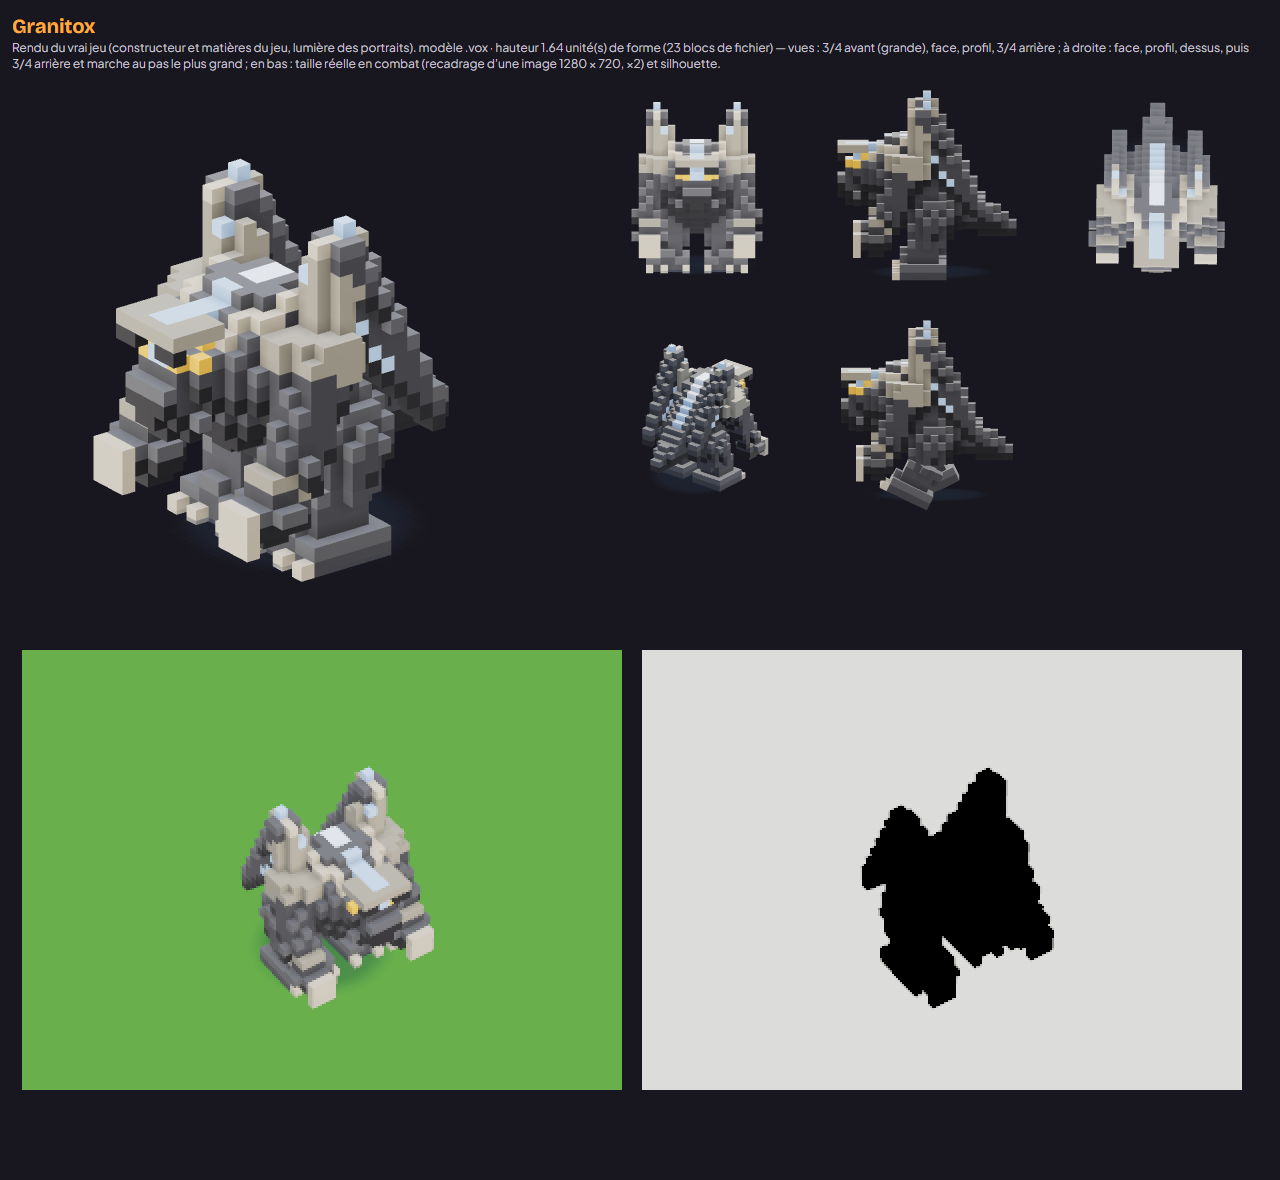 Granitox
Rendu du vrai jeu (constructeur et matières du jeu, lumière des portraits). modèle .vox · hauteur 1.64 unité(s) de forme (23 blocs de fichier) — vues : 3/4 avant (grande), face, profil, 3/4 arrière ; à droite : face, profil, dessus, puis
3/4 arrière et marche au pas le plus grand ; en bas : taille réelle en combat (recadrage d'une image 1280 × 720, ×2) et silhouette.